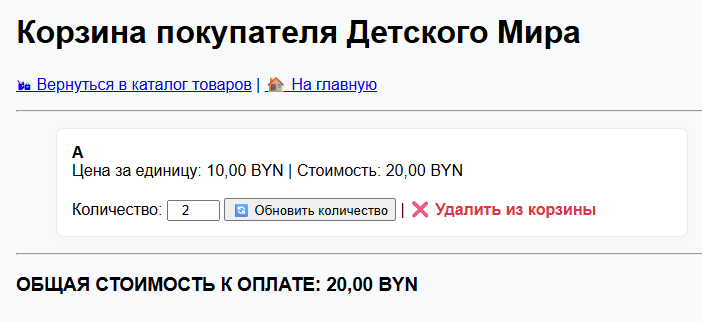 Корзина покупателя Детского Мира
Вернуться в каталог товаров | На главную
А
Цена за единицу: 10,00 BYN | Стоимость: 20,00 BYN
Количество: 2 Обновить количество | Удалить из корзины
ОБЩАЯ СТОИМОСТЬ К ОПЛАТЕ: 20,00 BYN